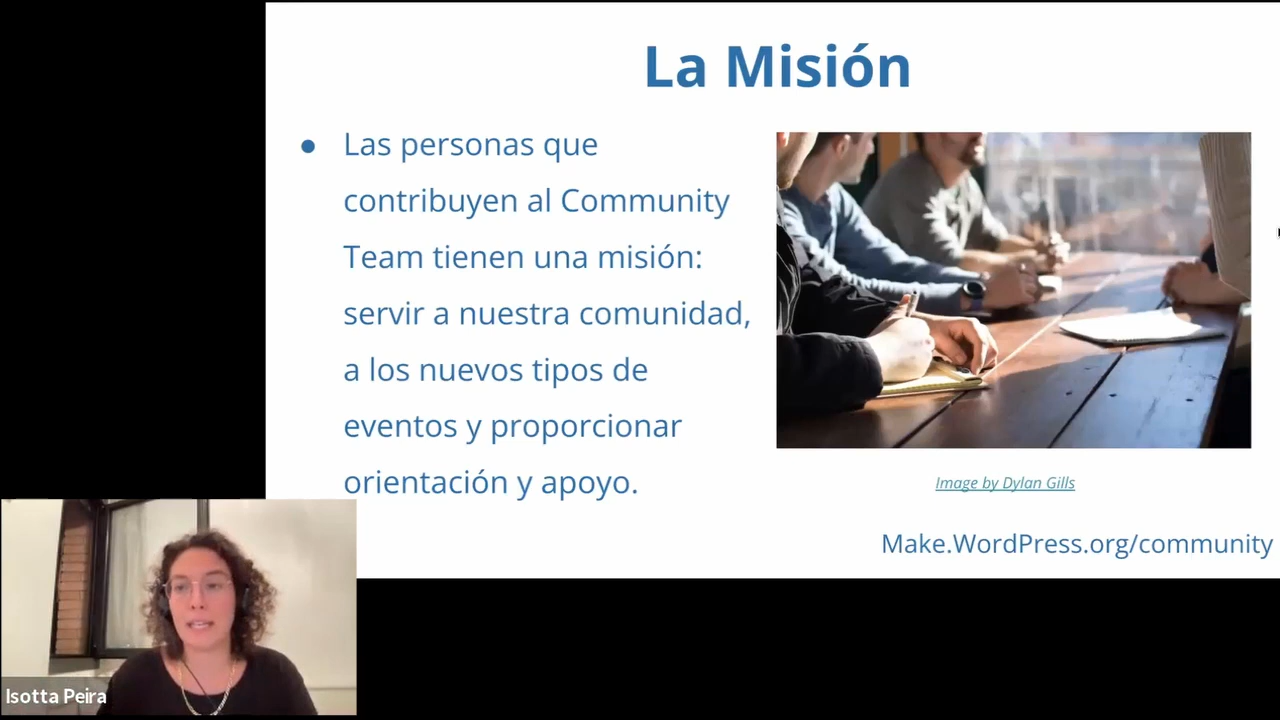 La Misión
● Las personas que
contribuyen al Community
Team tienen una misión:
servir a nuestra comunidad,
a los nuevos tipos de
eventos y proporcionar
orientación y apoyo.
Image by Dylan Gills
Make.WordPress.org/community
Isotta Peira